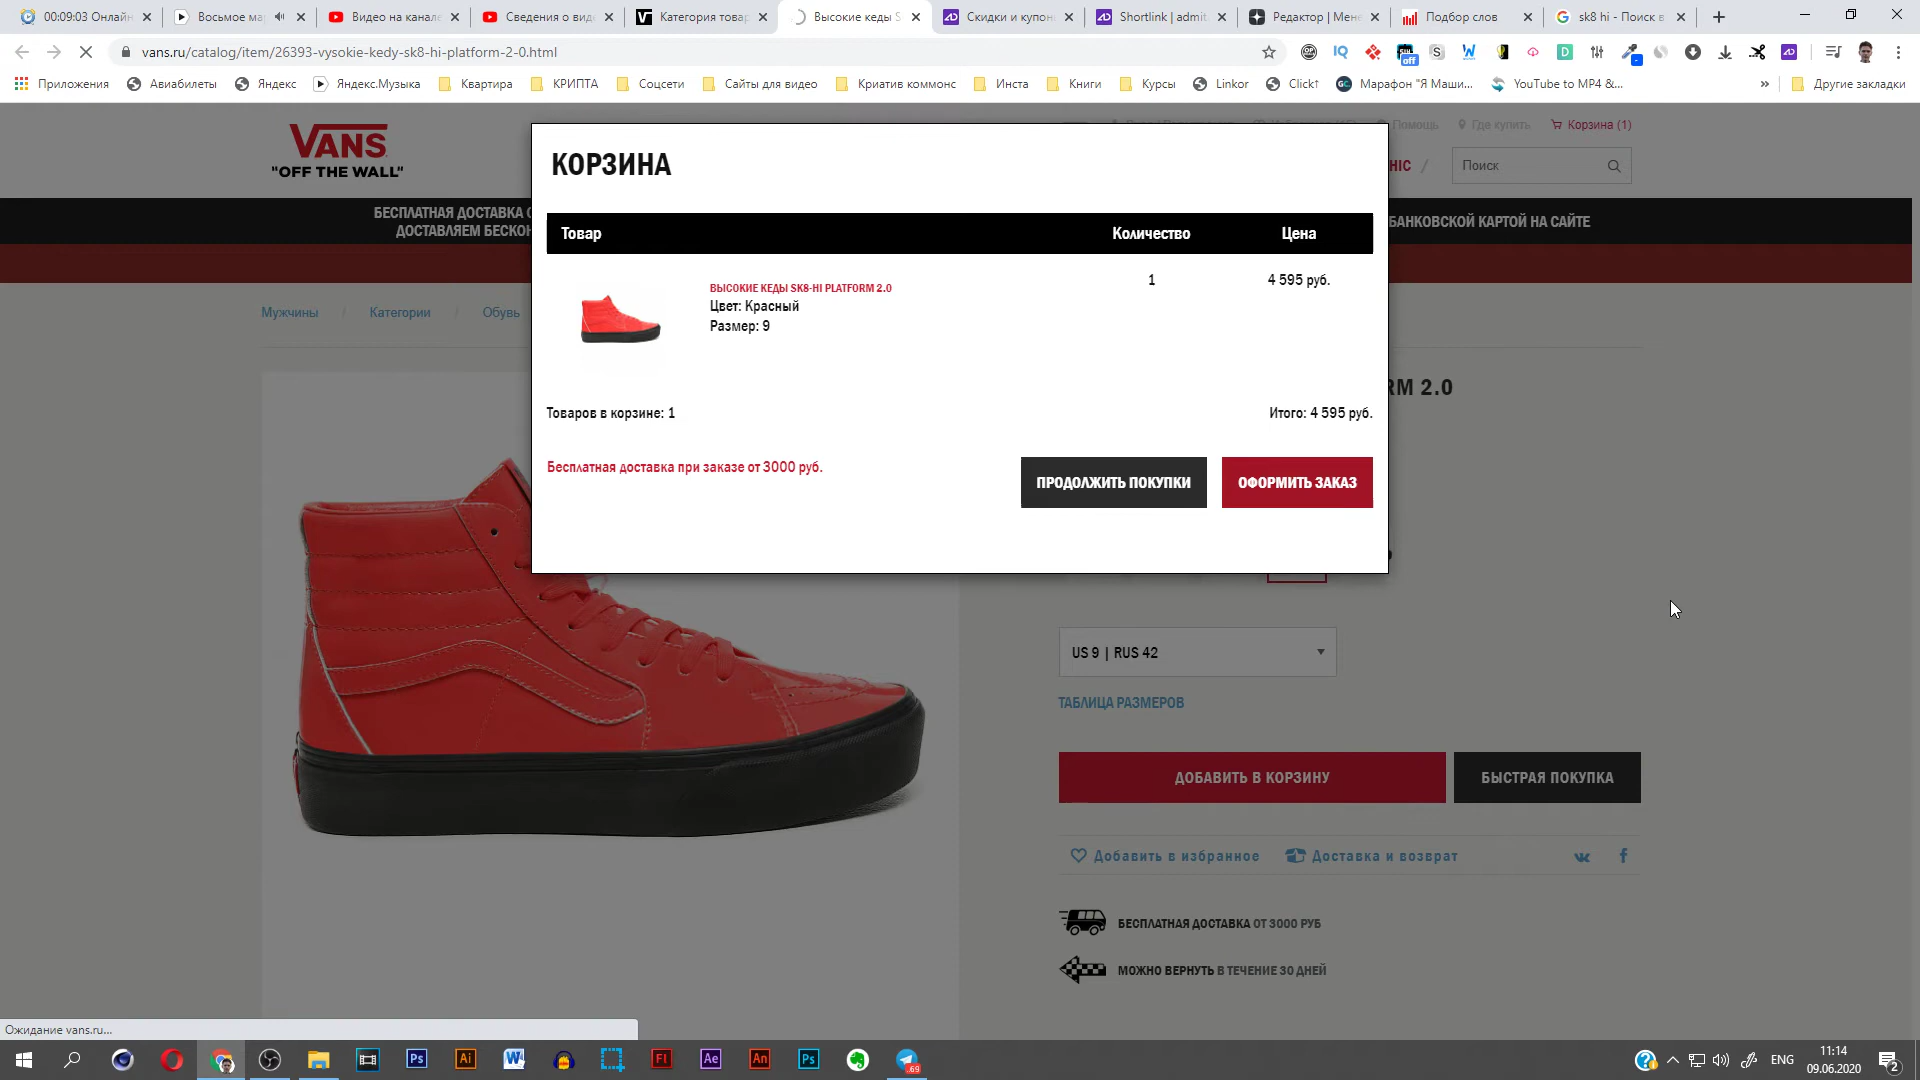 00:09:03 Онлайн
Восьмое ма
Видео на канале
Сведения о вид
Категория това
Высокие кеды S
Скидки и купон
Shortlink | admit
Редактор | Мене
Подбор слов
sk8 hi - Поиск в
vans.ru/catalog/item/26393-vysokie-kedy-sk8-hi-platform-2-0.html
Приложения
Авиабилеты
Яндекс
Яндекс.Музыка
Квартира
КРИПТА
Соцсети
Сайты для видео
Криатив коммонс
Инста
Книги
Курсы
Linkor
Click↑
Марафон "Я Маши...
YouTube to MP4 &...
»
Другие закладки
VANS
"OFF THE WALL"
Помощь
Где купить
Корзина (1)
НІС /
Поиск
БЕСПЛАТНАЯ ДОСТАВКА
ДОСТАВЛЯЕМ БЕСКОН
БАНКОВСКОЙ КАРТОЙ НА САЙТЕ
Мужчины / Категории / Обувь
RM 2.0
КОРЗИНА
Товар Количество Цена
ВЫСОКИЕ КЕДЫ SK8-HI PLATFORM 2.0
Цвет: Красный
Размер: 9
1
4 595 руб.
Товаров в корзине: 1
Итого: 4 595 руб.
Бесплатная доставка при заказе от 3000 руб.
ПРОДОЛЖИТЬ ПОКУПКИ
ОФОРМИТЬ ЗАКАЗ
US 9 | RUS 42
ТАБЛИЦА РАЗМЕРОВ
ДОБАВИТЬ В КОРЗИНУ
БЫСТРАЯ ПОКУПКА
Добавить в избранное
Доставка и возврат
БЕСПЛАТНАЯ ДОСТАВКА ОТ 3000 РУБ
МОЖНО ВЕРНУТЬ В ТЕЧЕНИЕ 30 ДНЕЙ
Ожидание vans.ru...
ENG
11:14
09.06.2020